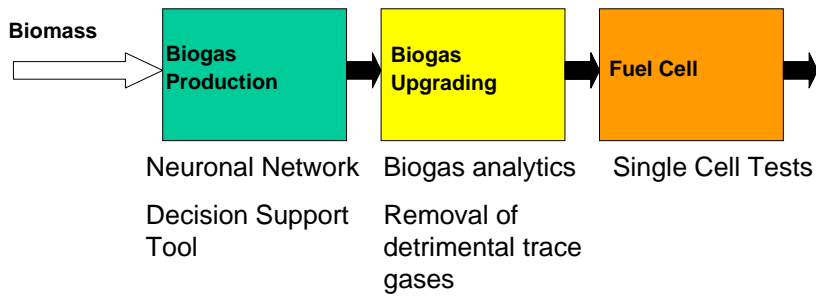 Biomass
Biogas
Production
Biogas
Upgrading
Fuel Cell
Neuronal Network
Decision Support
Tool
Biogas analytics
Removal of
detrimental trace
gases
Single Cell Tests